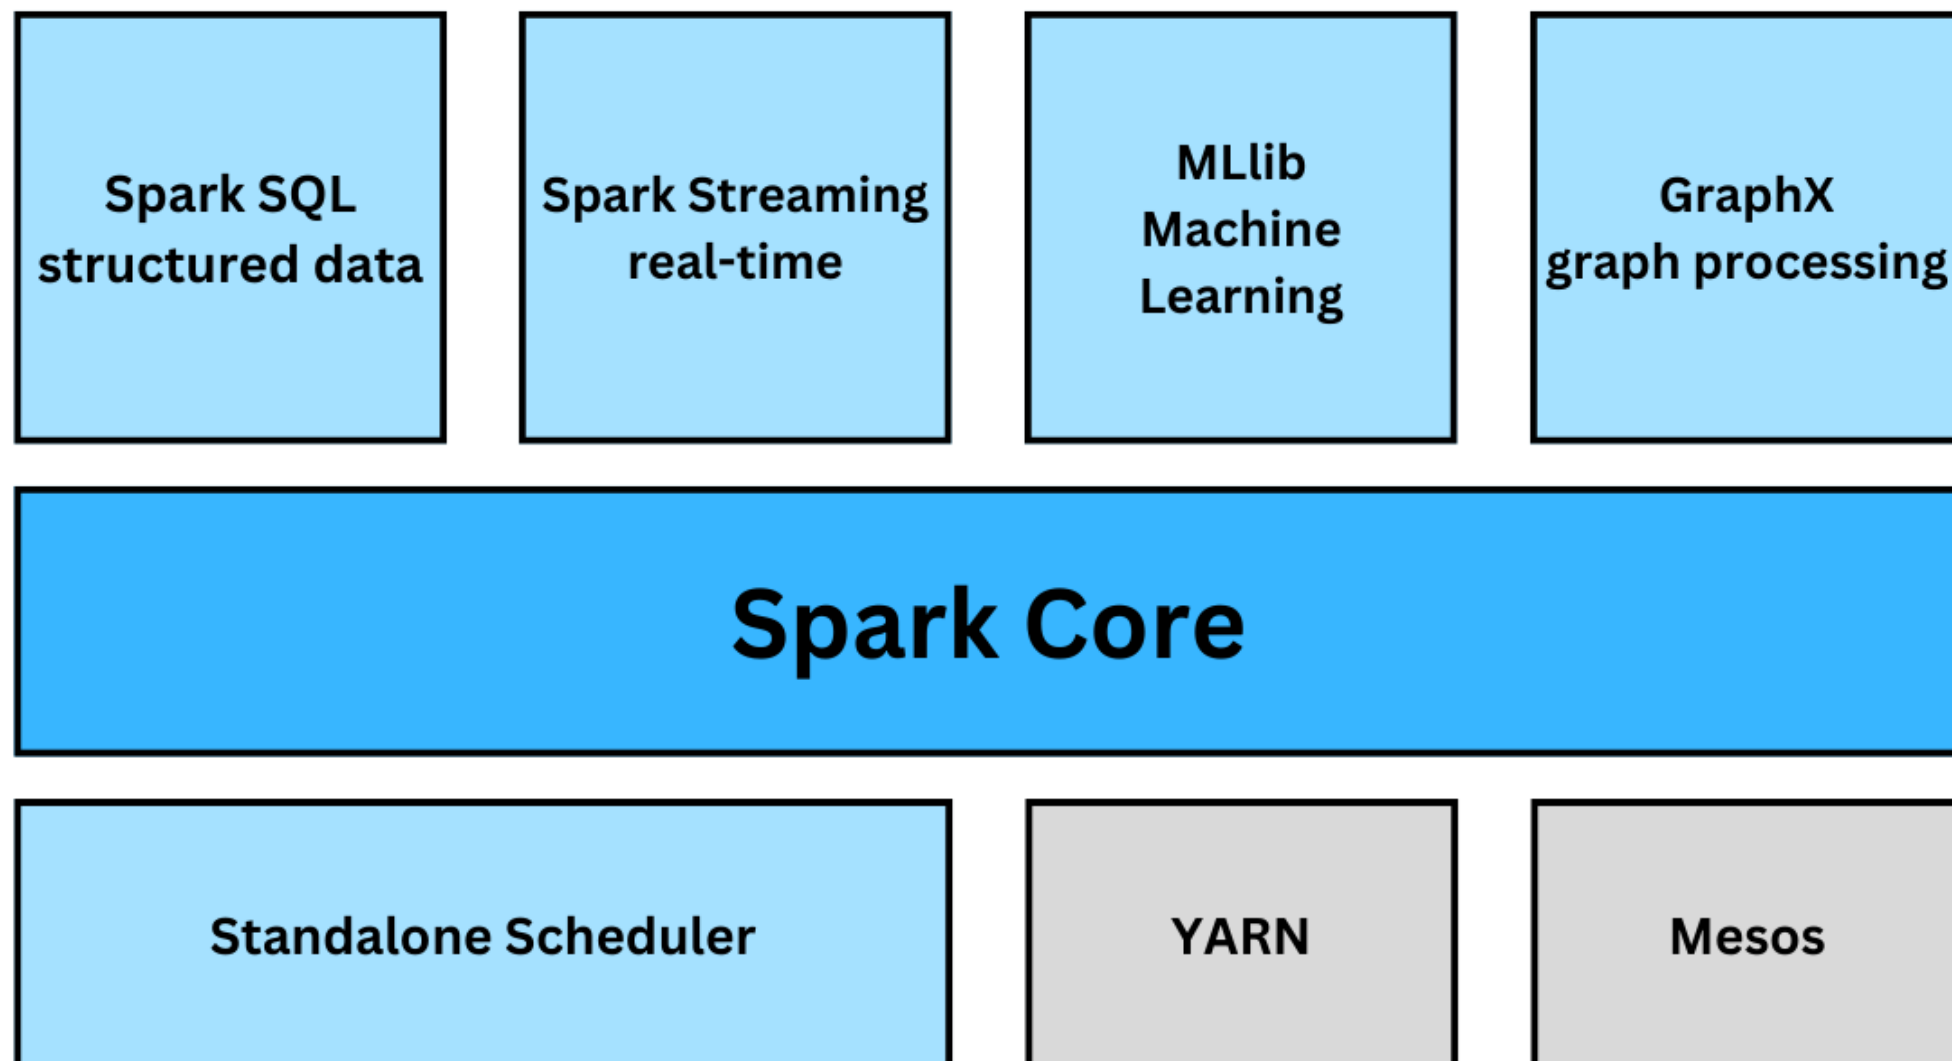 Spark SQL
structured data
Spark Streaming
real-time
MLlib
Machine
Learning
GraphX
graph processing
Spark Core
Standalone Scheduler
YARN
Mesos